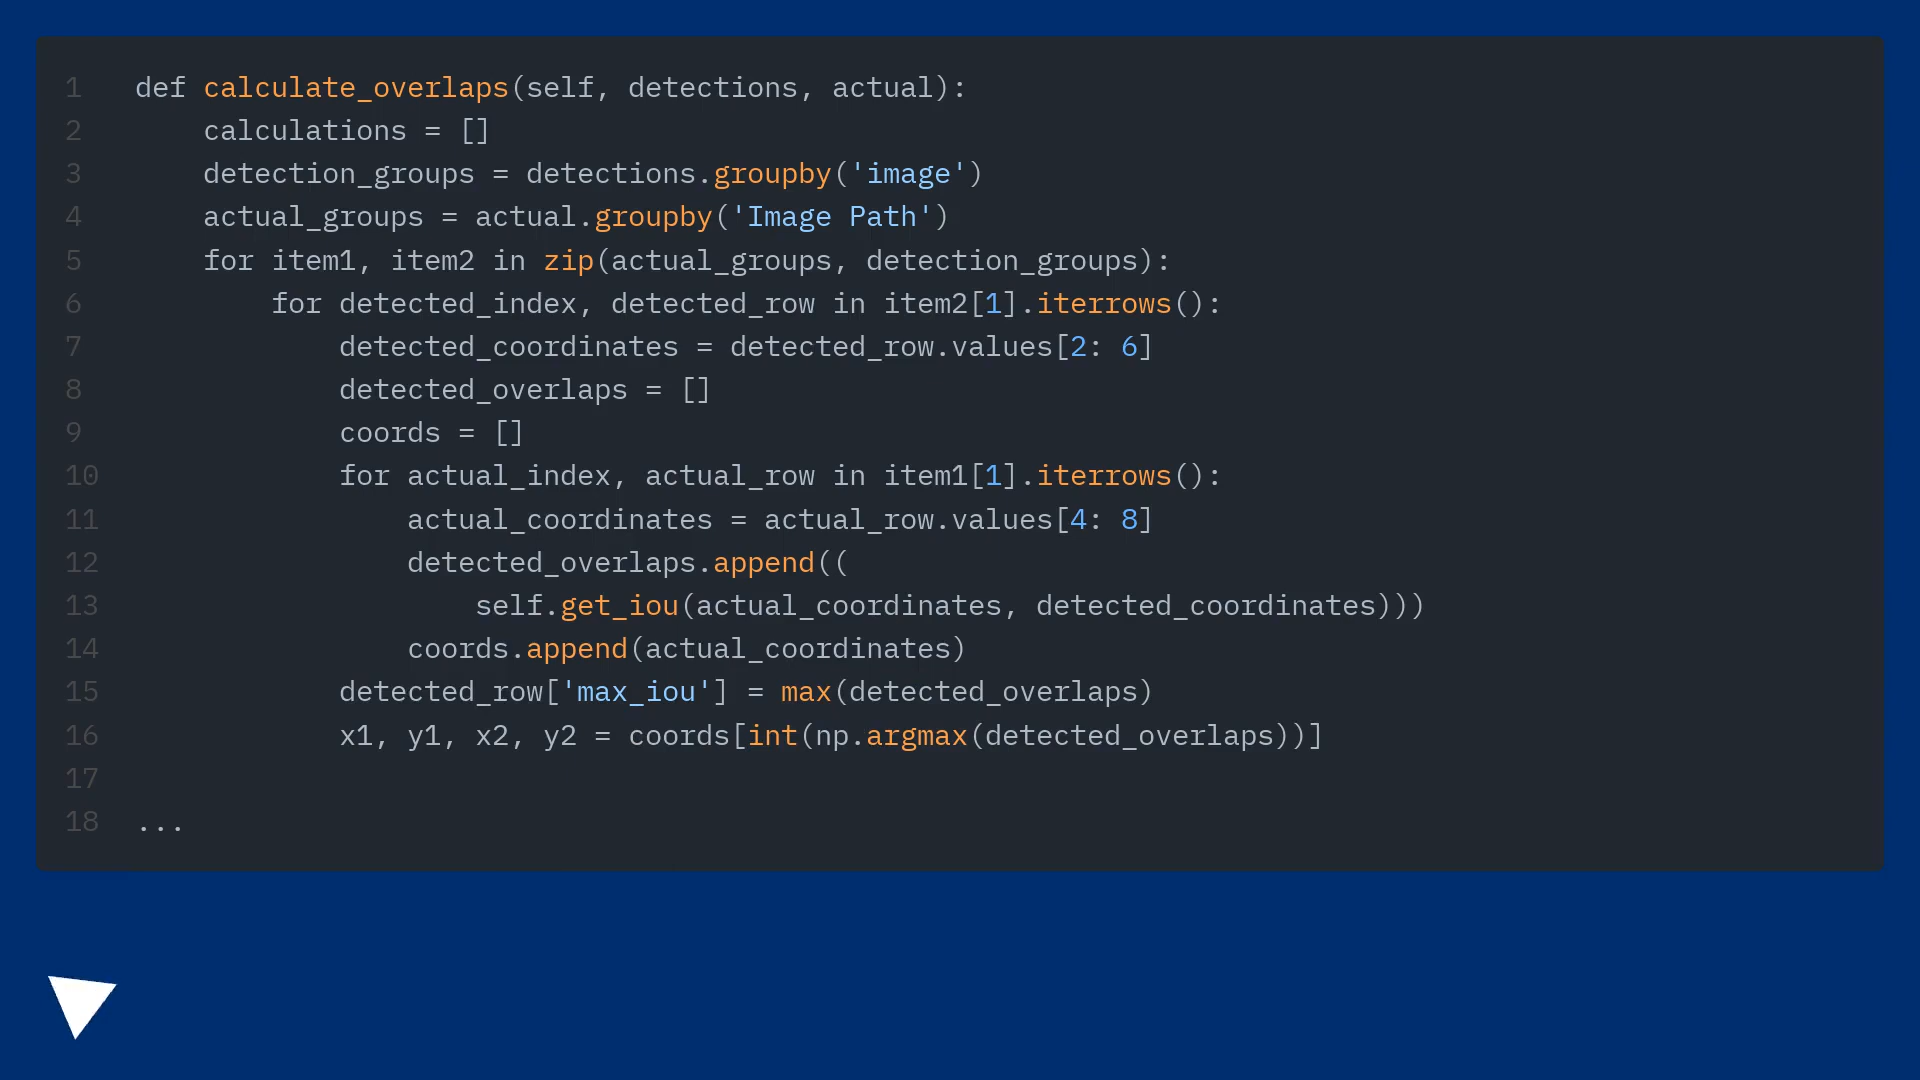 1 def calculate_overlaps(self, detections, actual):
2     calculations = []
3     detection_groups = detections.groupby('image')
4     actual_groups = actual.groupby('Image Path')
5     for item1, item2 in zip(actual_groups, detection_groups):
6         for detected_index, detected_row in item2[1].iterrows():
7             detected_coordinates = detected_row.values[2: 6]
8             detected_overlaps = []
9             coords = []
10             for actual_index, actual_row in item1[1].iterrows():
11                 actual_coordinates = actual_row.values[4: 8]
12                 detected_overlaps.append((
13                     self.get_iou(actual_coordinates, detected_coordinates)))
14                 coords.append(actual_coordinates)
15             detected_row['max_iou'] = max(detected_overlaps)
16             x1, y1, x2, y2 = coords[int(np.argmax(detected_overlaps))]
17
18 ...